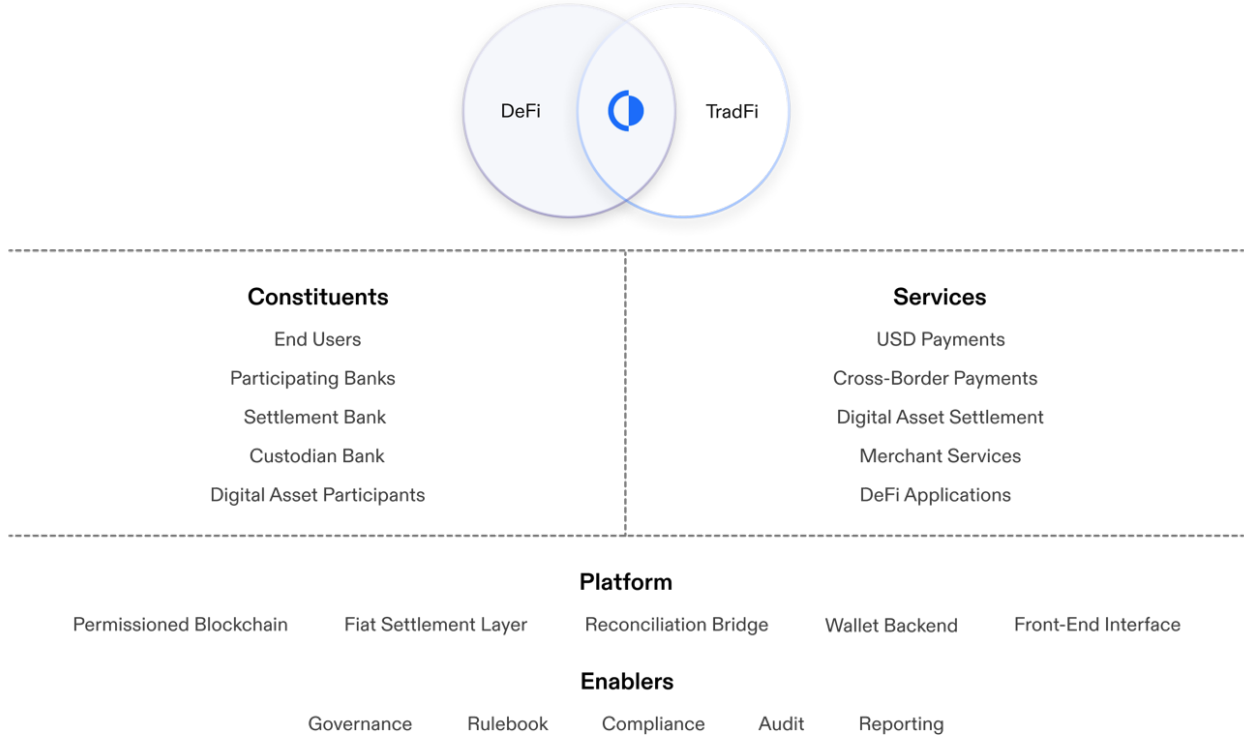 DeFi
TradFi
Constituents
End Users
Participating Banks
Settlement Bank
Custodian Bank
Digital Asset Participants
Services
USD Payments
Cross-Border Payments
Digital Asset Settlement
Merchant Services
DeFi Applications
Platform
Permissioned Blockchain Fiat Settlement Layer Reconciliation Bridge Wallet Backend Front-End Interface
Enablers
Governance Rulebook Compliance Audit Reporting